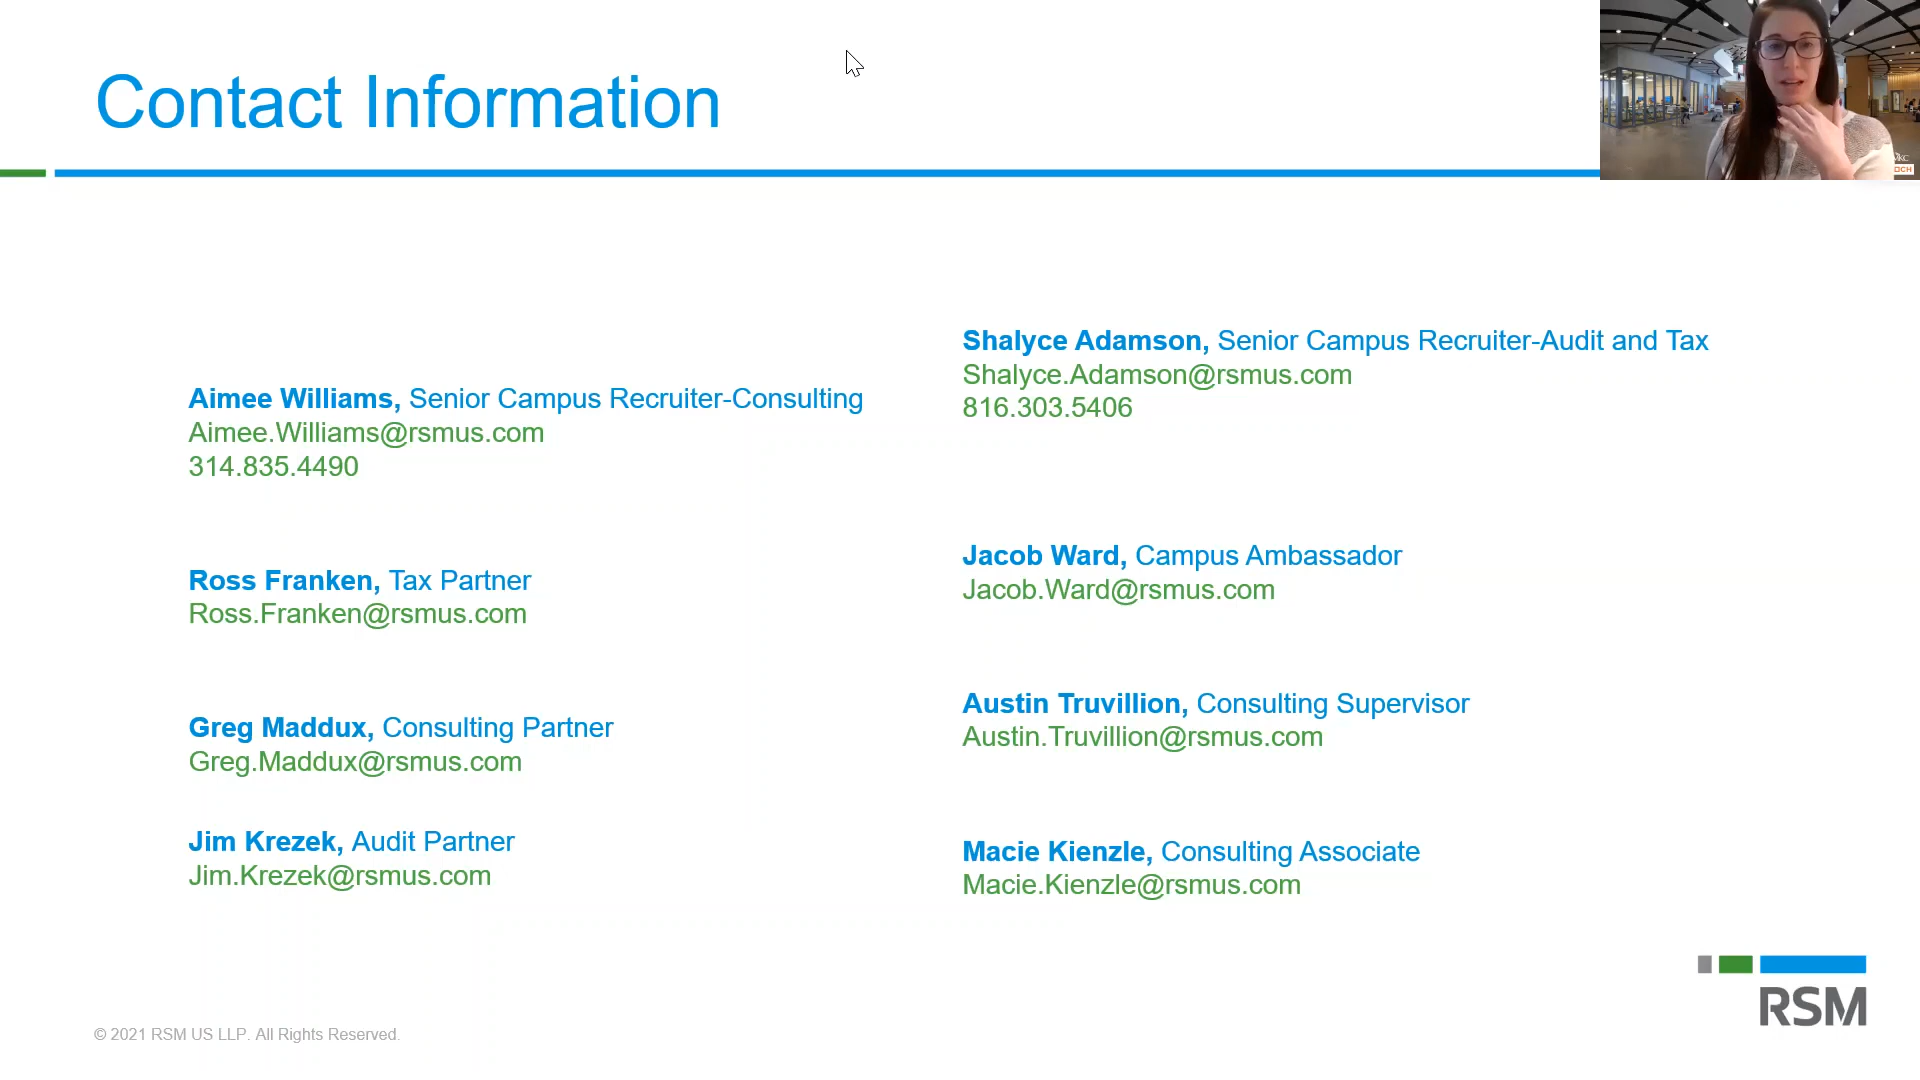 Contact Information
Aimee Williams, Senior Campus Recruiter-Consulting
Aimee.Williams@rsmus.com
314.835.4490
Ross Franken, Tax Partner
Ross.Franken@rsmus.com
Greg Maddux, Consulting Partner
Greg.Maddux@rsmus.com
Jim Krezek, Audit Partner
Jim.Krezek@rsmus.com
Shalyce Adamson, Senior Campus Recruiter-Audit and Tax
Shalyce.Adamson@rsmus.com
816.303.5406
Jacob Ward, Campus Ambassador
Jacob.Ward@rsmus.com
Austin Truvillion, Consulting Supervisor
Austin.Truvillion@rsmus.com
Macie Kienzle, Consulting Associate
Macie.Kienzle@rsmus.com
RSM
© 2021 RSM US LLP. All Rights Reserved.